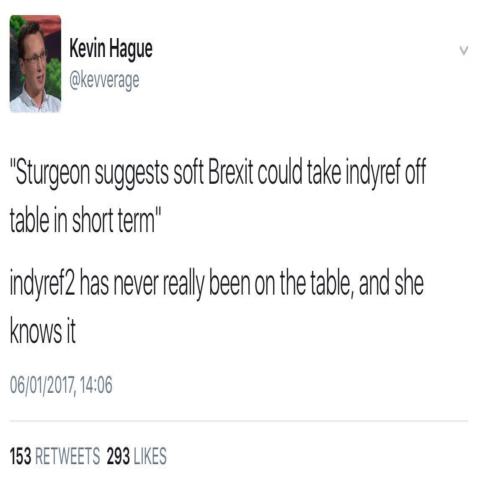 Kevin Hague
@kevverage
"Sturgeon suggests soft Brexit could take indyref off
table in short term"
indyref2 has never really been on the table, and she
knows it
06/01/2017, 14:06
153 RETWEETS 293 LIKES